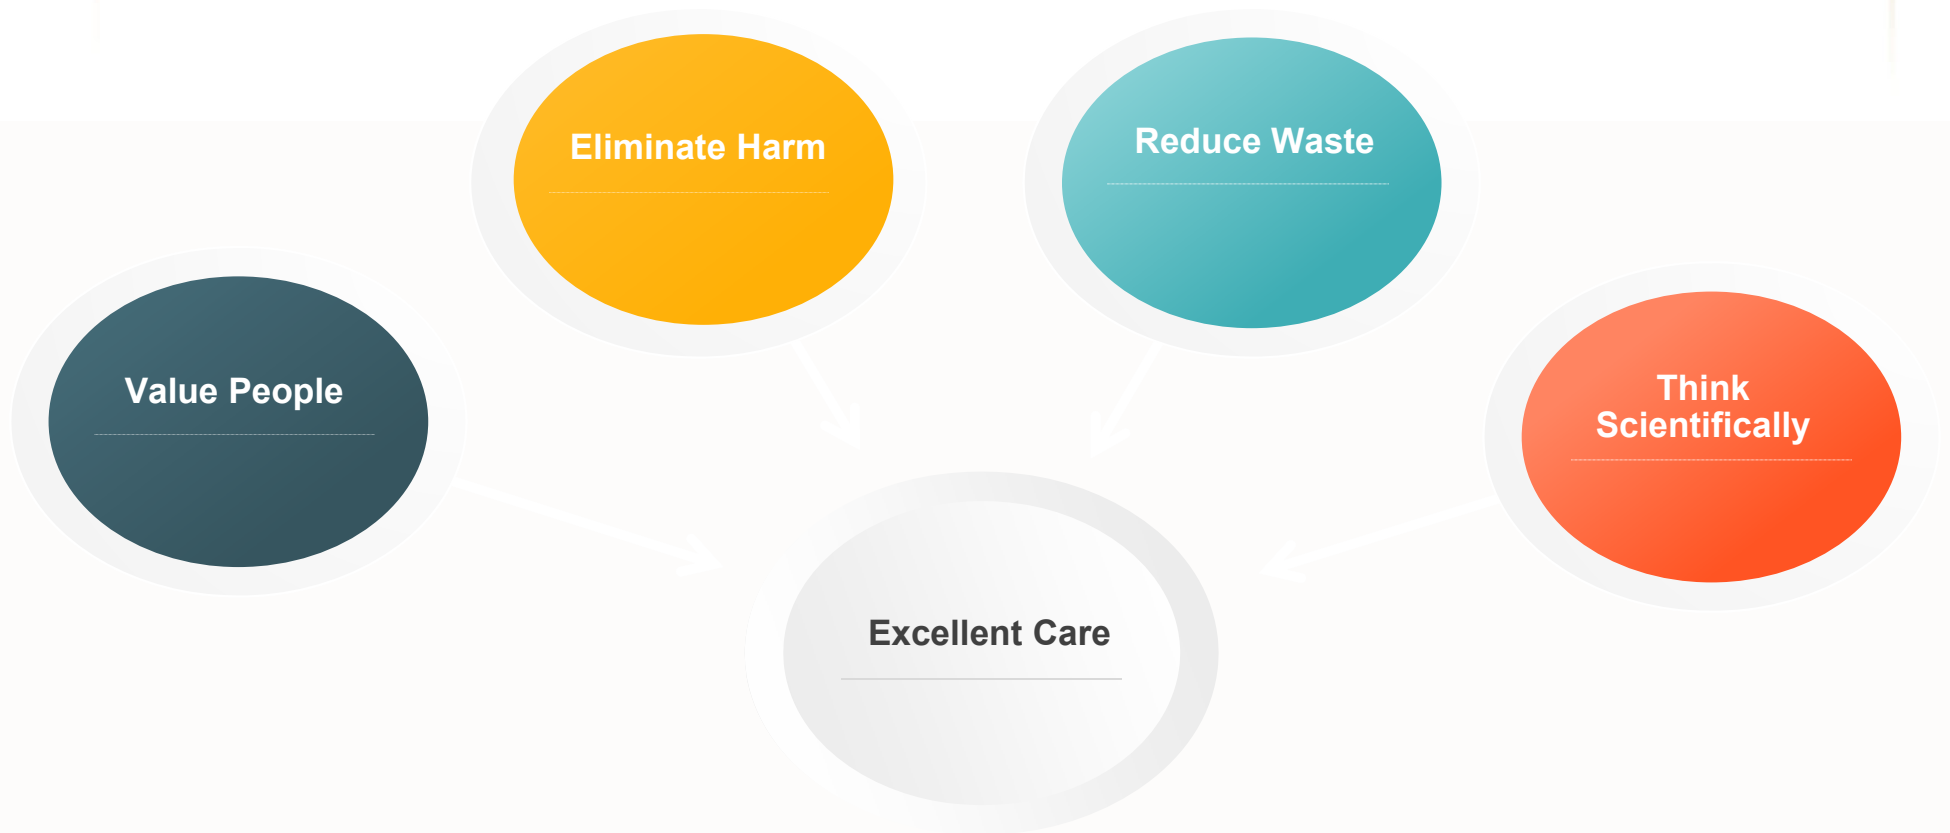 Eliminate Harm
Reduce Waste
Value People
Think
Scientifically
Excellent Care